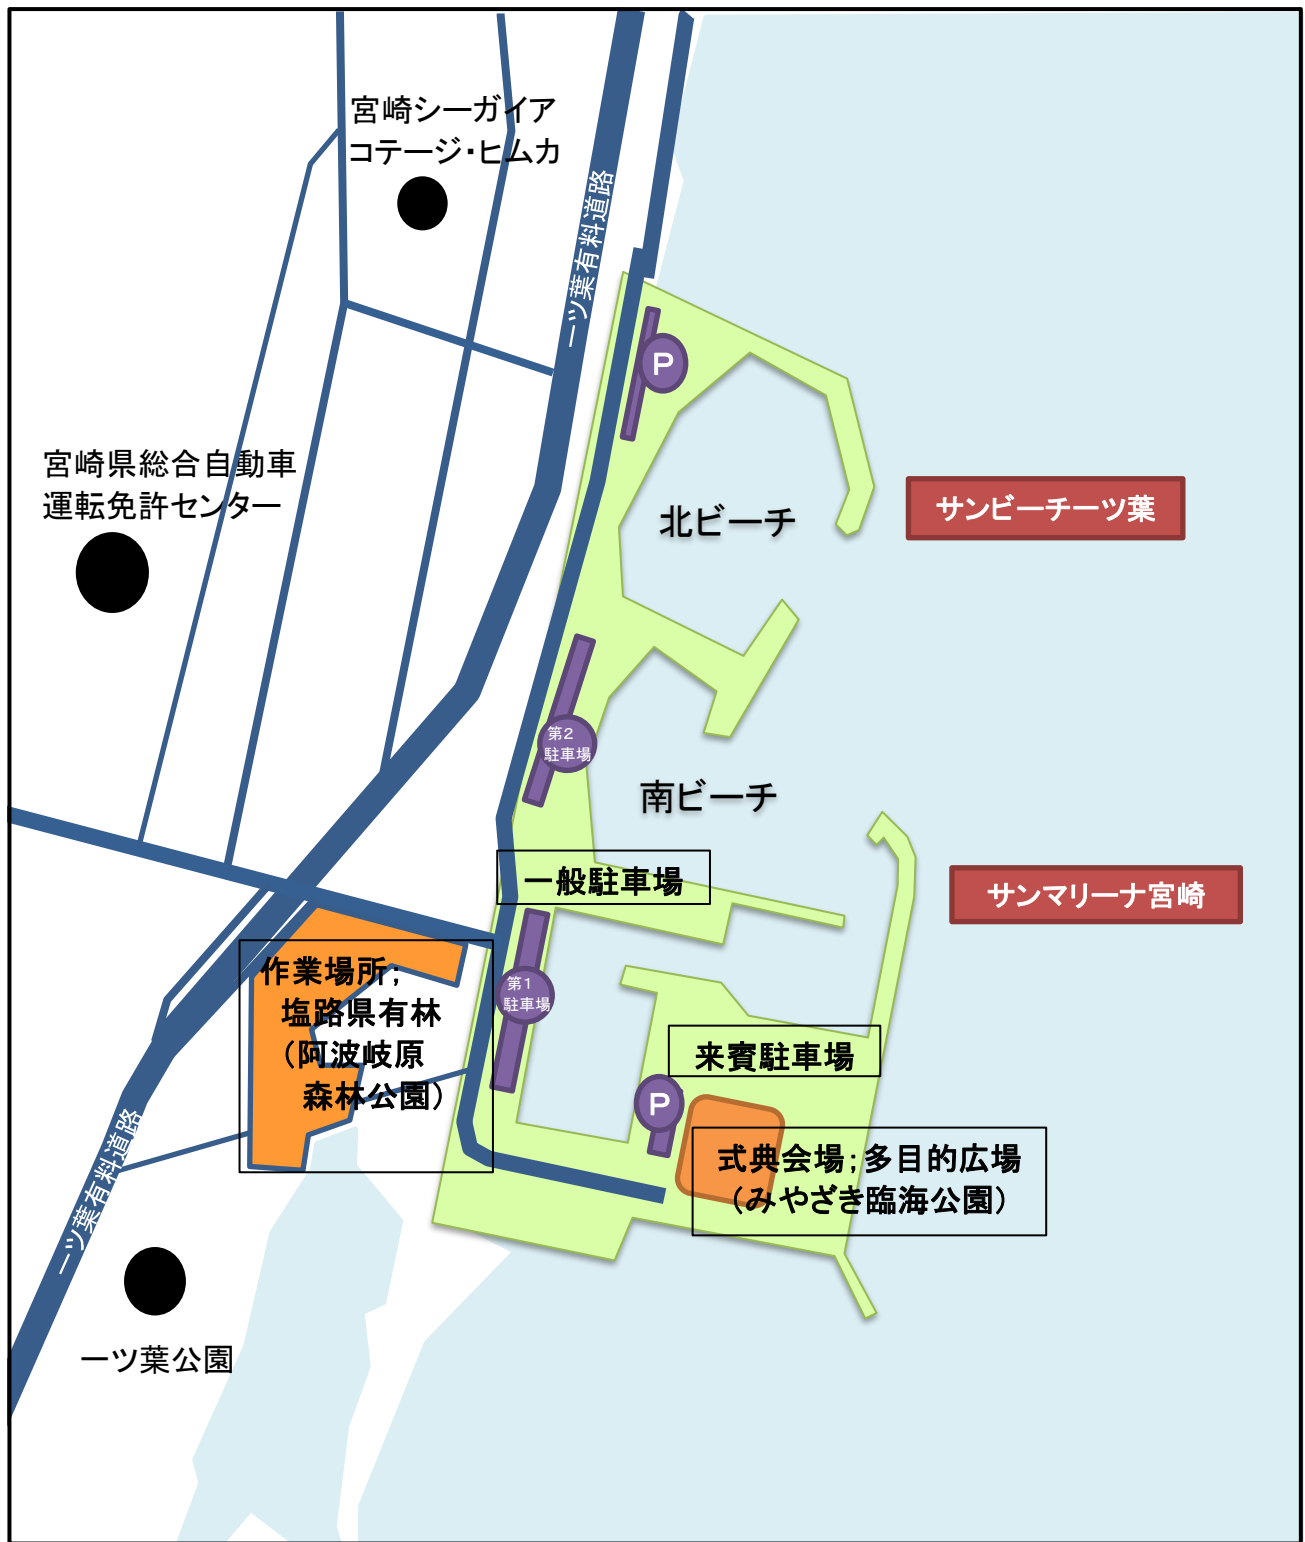 宮崎シーガイア
コテージ・ヒムカ
一ツ葉有料道路
P
宮崎県総合自動車
運転免許センター
北ビーチ
サンビーチ一ツ葉
第2
駐車場
南ビーチ
一般駐車場
サンマリーナ宮崎
作業場所；
塩路県有林
（阿波岐原
森林公園）
第1
駐車場
来賓駐車場
P
式典会場；多目的広場
（みやざき臨海公園）
一ツ葉有料道路
一ツ葉公園